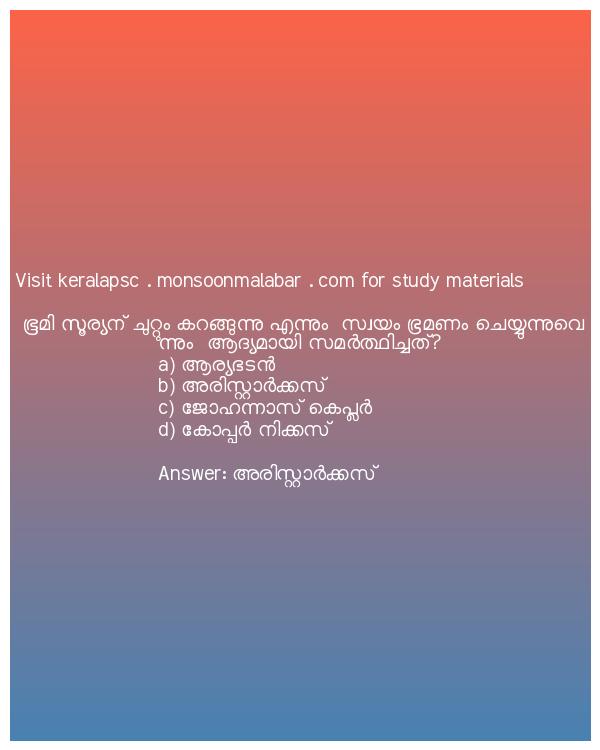 Visit keralapsc . monsoonmalabar . com for study materials
ഭൂമി സൂര്യന് ചുറ്റും കറങ്ങുന്നു എന്നും സ്വയം ഭ്രമണം ചെയ്യുന്നുവെ
ന്നും ആദ്യമായി സമർത്ഥിച്ചത്?
a) ആര്യഭടൻ
b) അരിസ്റ്റാർക്കസ്
c) ജോഹന്നാസ് കെപ്ലർ
d) കോപ്പർ നിക്കസ്
Answer: അരിസ്റ്റാർക്കസ്